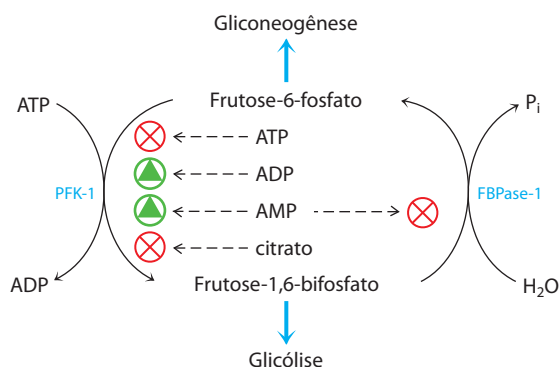 Gliconeogênese
ATP
Frutose-6-fosfato
Pi
ATP
ADP
PFK-1
AMP
FBPase-1
citrato
ADP
Frutose-1,6-bifosfato
H2O
Glicólise